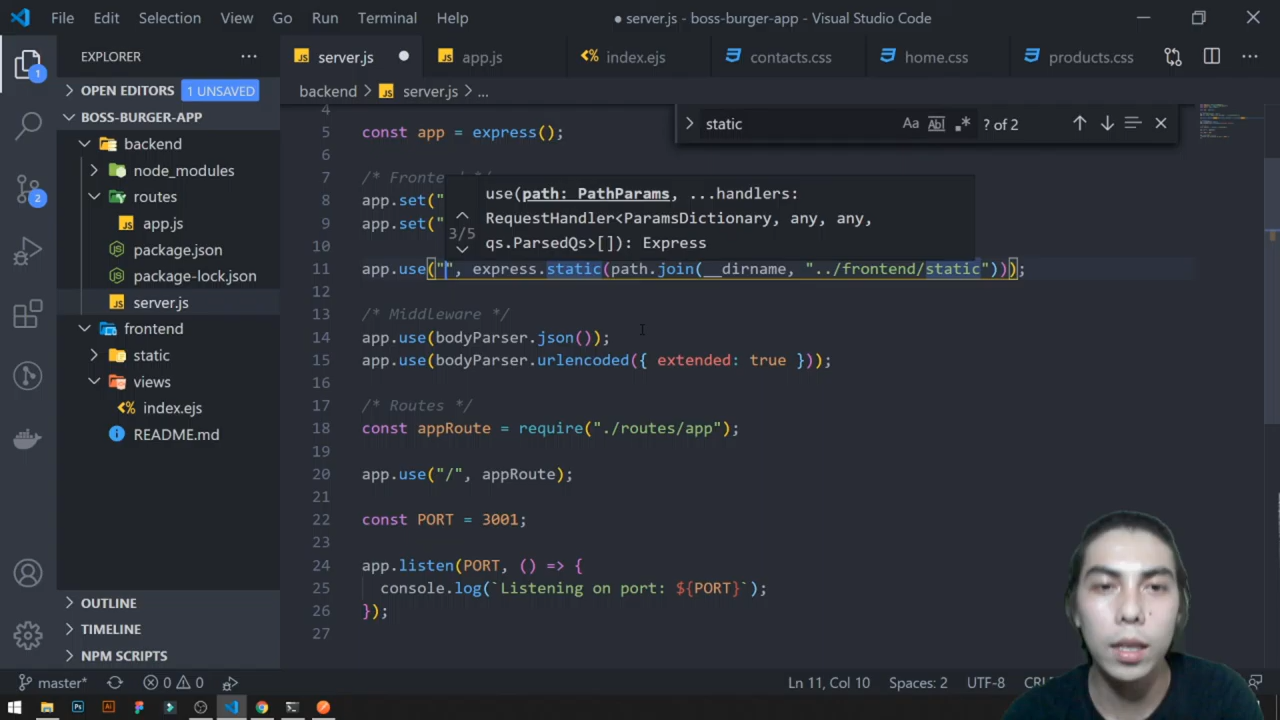 File Edit Selection View Go Run Terminal Help
● server.js - boss-burger-app - Visual Studio Code
EXPLORER ···
OPEN EDITORS 1 UNSAVED
BOSS-BURGER-APP
backend
node_modules
routes
JS app.js
package.json
package-lock.json
JS server.js
frontend
static
views
<% index.ejs
README.md
OUTLINE
TIMELINE
NPM SCRIPTS
1
2
JS server.js ●
JS app.js
<% index.ejs
contacts.css
home.css
products.css
backend > JS server.js > ...
static
Aa Ab .* ? of 2
4
5 const app = express();
6
use(path: PathParams, ...handlers:
RequestHandler<ParamsDictionary, any, any,
qs.ParsedQs>[]): Express
3/5
7
8 app.set("
9 app.set("
10
11 app.use("", express.static(path.join(__dirname, "../frontend/static")));
12
13 /* Middleware */
14 app.use(bodyParser.json());
15 app.use(bodyParser.urlencoded({ extended: true }));
16
17 /* Routes */
18 const appRoute = require("./routes/app");
19
20 app.use("/", appRoute);
21
22 const PORT = 3001;
23
24 app.listen(PORT, () => {
25 console.log(`Listening on port: ${PORT}`);
26 });
27
master* 0 0 Ln 11, Col 10 Spaces: 2 UTF-8
Ps Ai